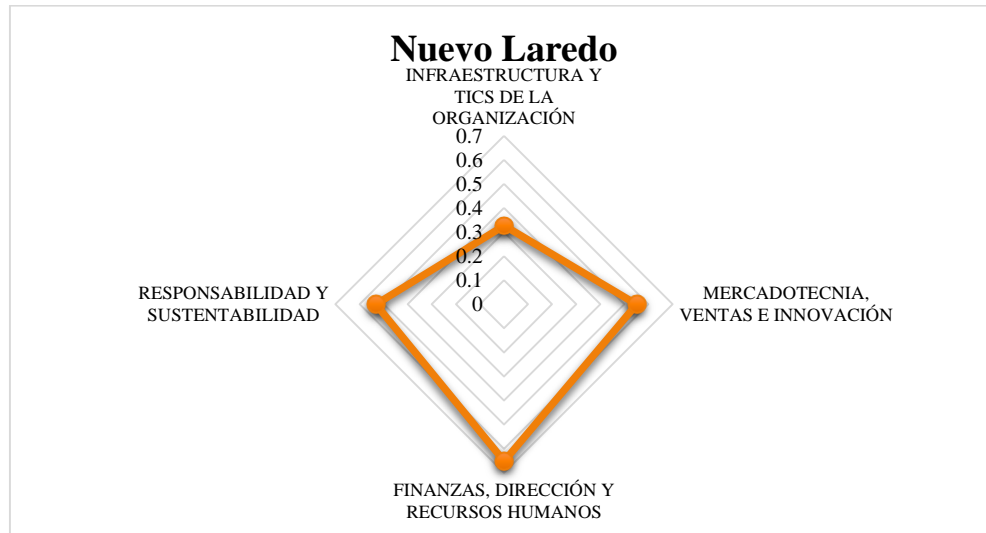 Nuevo Laredo
INFRAESTRUCTURA Y
TICS DE LA
ORGANIZACIÓN
0.7
0.6
0.5
0.4
0.3
0.2
0.1
0
RESPONSABILIDAD Y
SUSTENTABILIDAD
MERCADOTECNIA,
VENTAS E INNOVACIÓN
FINANZAS, DIRECCIÓN Y
RECURSOS HUMANOS